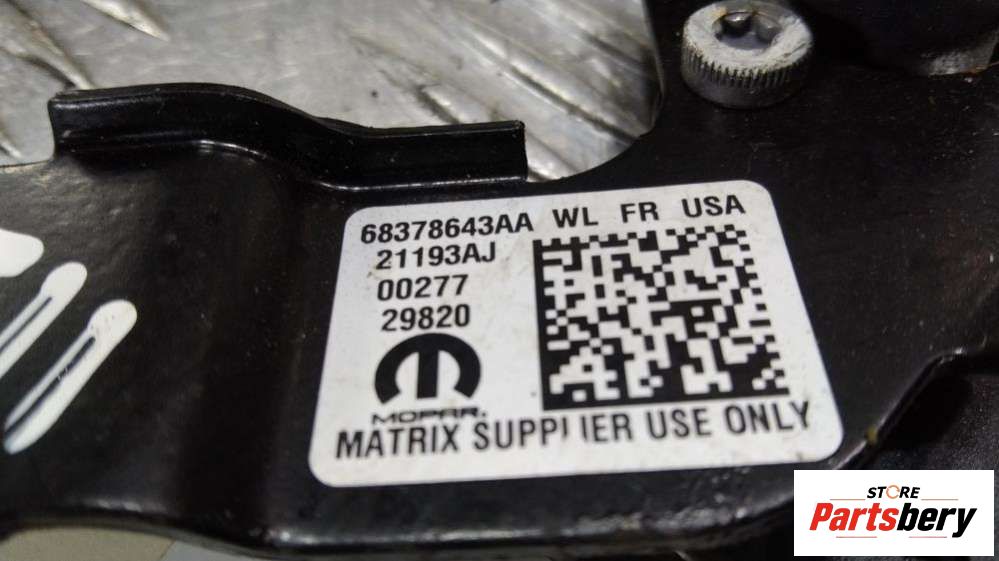 68378643AA WL FR USA
21193AJ
00277
29820
MOPAR.
MATRIX SUPPLIER USE ONLY
STORE
Partsbery